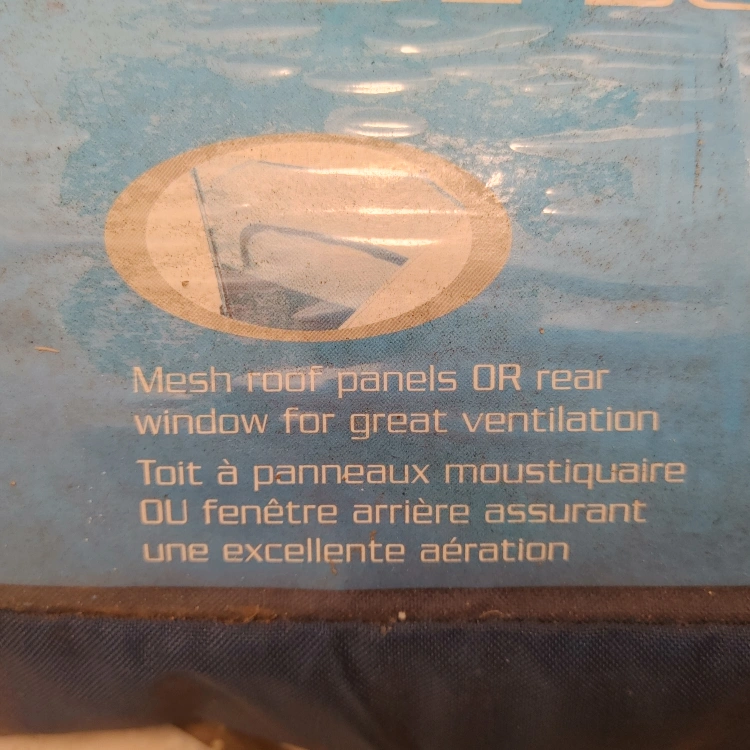 Mesh roof panels OR rear
window for great ventilation
Toit à panneaux moustiquaire
OU fenêtre arrière assurant
une excellente aération